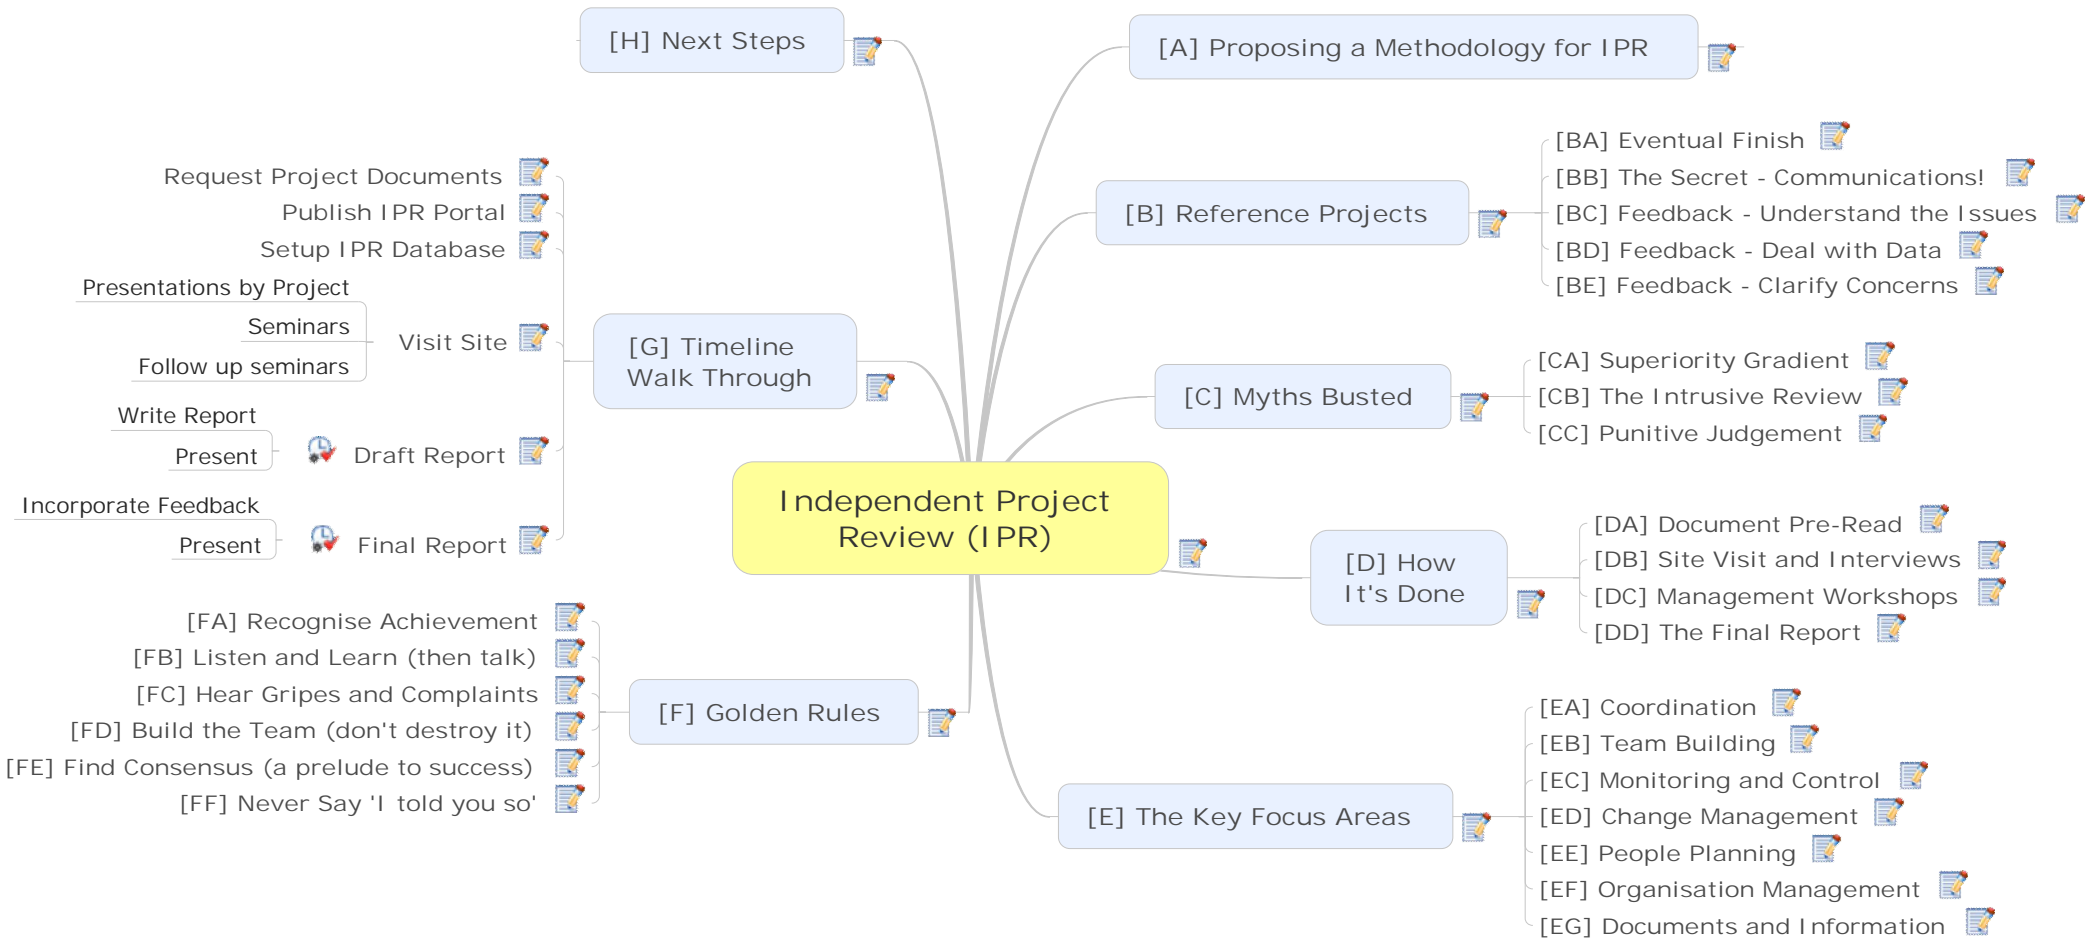 Independent Project
Review (IPR)
[A] Proposing a Methodology for IPR
[B] Reference Projects
[BA] Eventual Finish
[BB] The Secret - Communications!
[BC] Feedback - Understand the Issues
[BD] Feedback - Deal with Data
[BE] Feedback - Clarify Concerns
[C] Myths Busted
[CA] Superiority Gradient
[CB] The Intrusive Review
[CC] Punitive Judgement
[D] How
It's Done
[DA] Document Pre-Read
[DB] Site Visit and Interviews
[DC] Management Workshops
[DD] The Final Report
[E] The Key Focus Areas
[EA] Coordination
[EB] Team Building
[EC] Monitoring and Control
[ED] Change Management
[EE] People Planning
[EF] Organisation Management
[EG] Documents and Information
[F] Golden Rules
[FA] Recognise Achievement
[FB] Listen and Learn (then talk)
[FC] Hear Gripes and Complaints
[FD] Build the Team (don't destroy it)
[FE] Find Consensus (a prelude to success)
[FF] Never Say 'I told you so'
[G] Timeline
Walk Through
Request Project Documents
Publish IPR Portal
Setup IPR Database
Visit Site
Presentations by Project
Seminars
Follow up seminars
Draft Report
Write Report
Present
Final Report
Incorporate Feedback
Present
[H] Next Steps